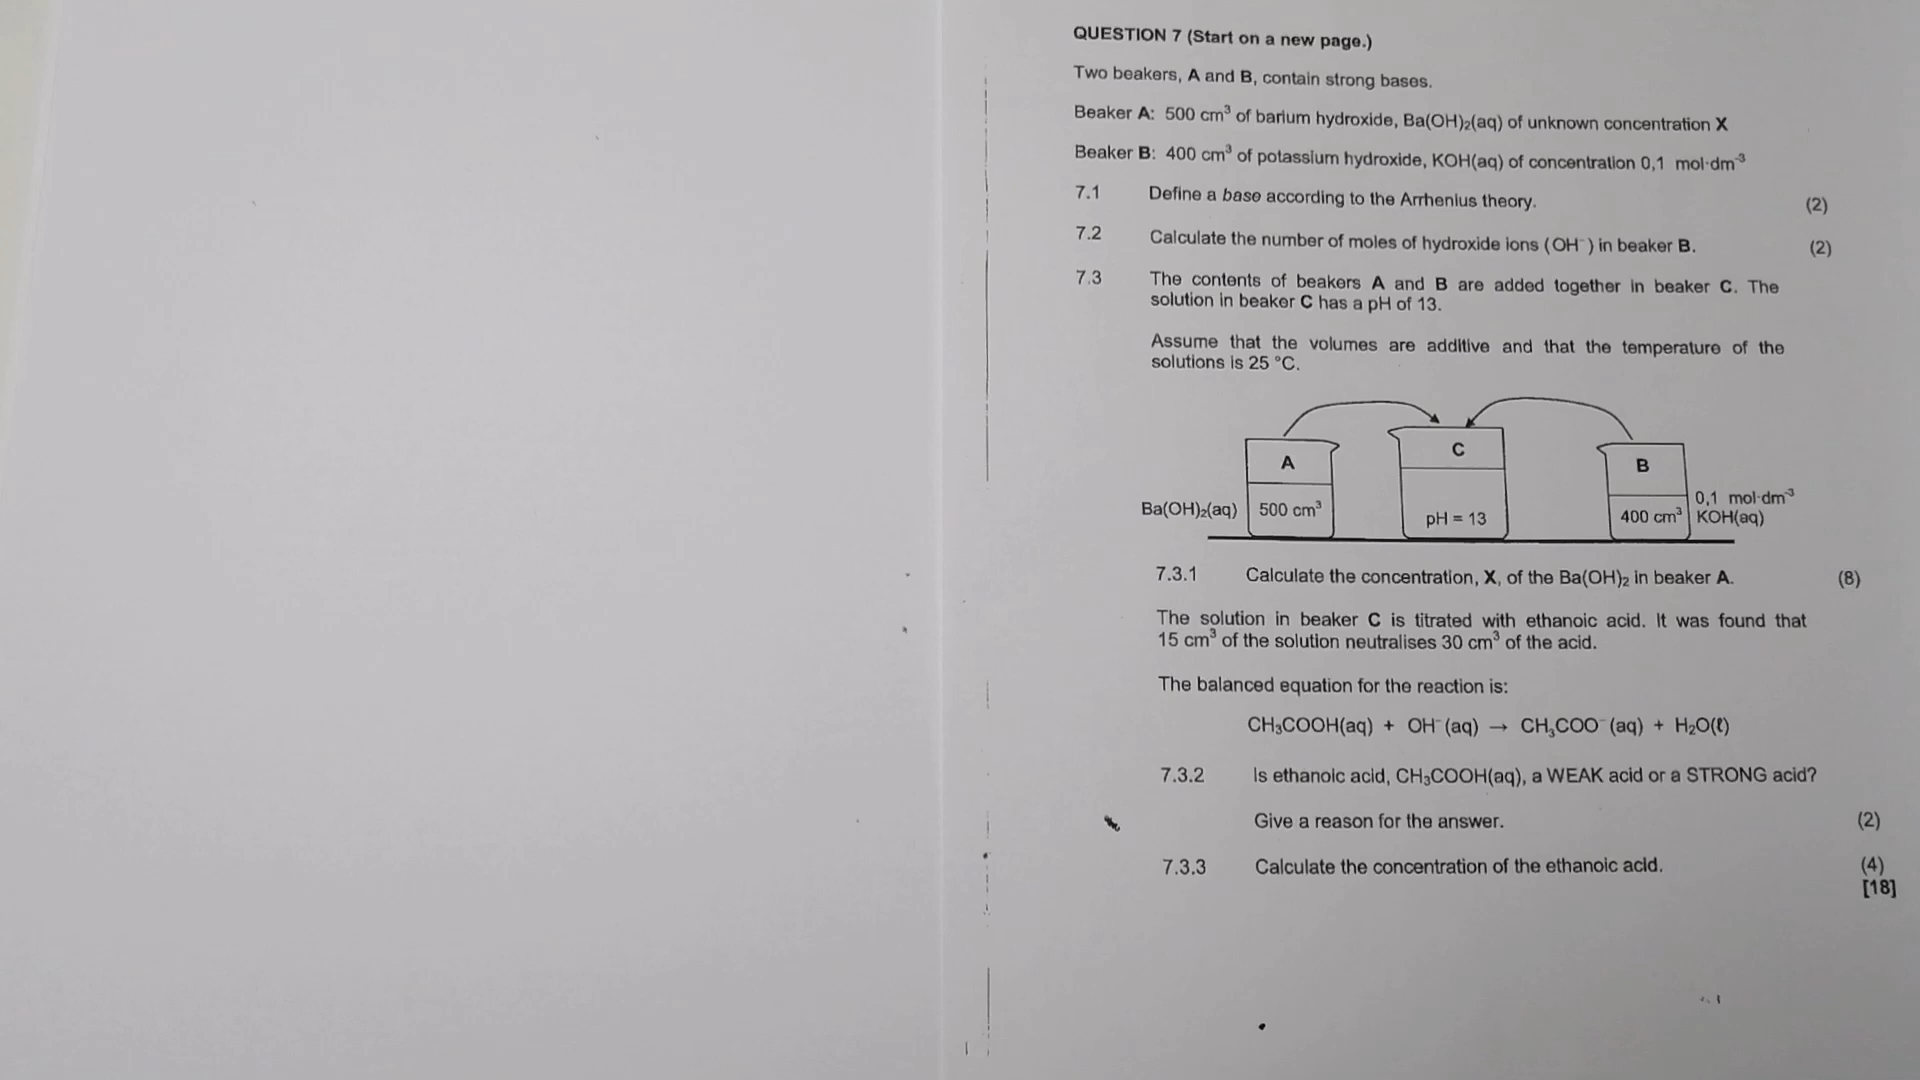 QUESTION 7 (Start on a new page.)
Two beakers, A and B, contain strong bases.
Beaker A: 500 cm³ of barium hydroxide, Ba(OH)₂(aq) of unknown concentration X
Beaker B: 400 cm³ of potassium hydroxide, KOH(aq) of concentration 0,1 mol·dm⁻³
7.1 Define a base according to the Arrhenius theory. (2)
7.2 Calculate the number of moles of hydroxide ions (OH⁻) in beaker B. (2)
7.3 The contents of beakers A and B are added together in beaker C. The
solution in beaker C has a pH of 13.
Assume that the volumes are additive and that the temperature of the
solutions is 25 °C.
A
C
B
Ba(OH)₂(aq) 500 cm³
pH = 13
400 cm³
0,1 mol·dm⁻³
KOH(aq)
7.3.1 Calculate the concentration, X, of the Ba(OH)₂ in beaker A. (8)
The solution in beaker C is titrated with ethanoic acid. It was found that
15 cm³ of the solution neutralises 30 cm³ of the acid.
The balanced equation for the reaction is:
CH₃COOH(aq) + OH⁻(aq) → CH₃COO⁻(aq) + H₂O(ℓ)
7.3.2 Is ethanoic acid, CH₃COOH(aq), a WEAK acid or a STRONG acid?
Give a reason for the answer. (2)
7.3.3 Calculate the concentration of the ethanoic acid. (4)
[18]